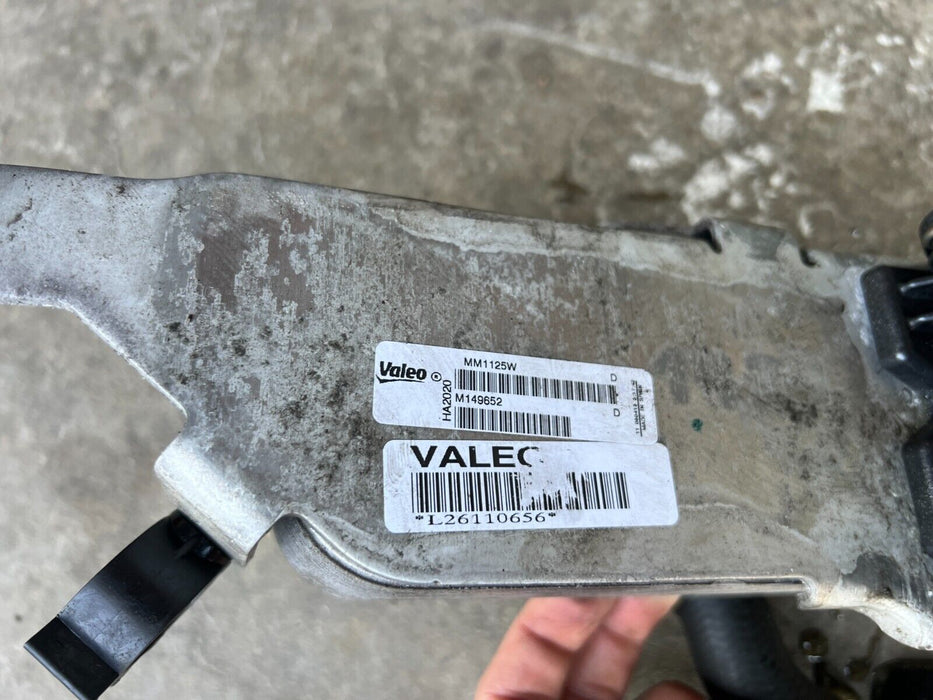 Valeo ®
MM1125W
D
HA2020
M149652
D
VALEO
*L26110656*